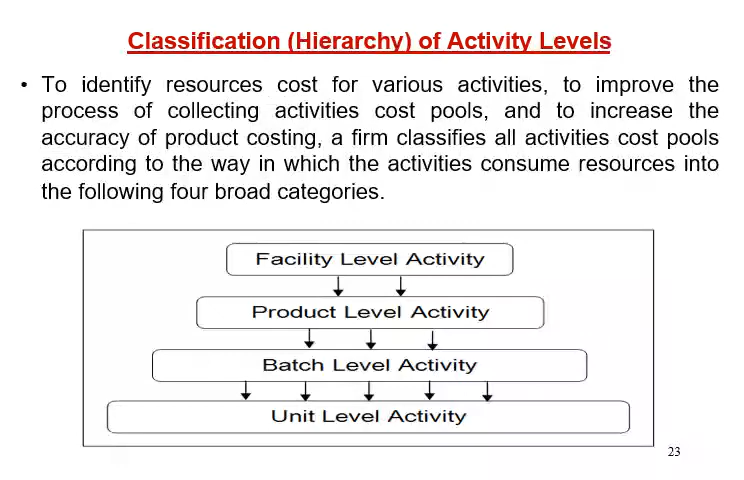 Classification (Hierarchy) of Activity Levels
• To identify resources cost for various activities, to improve the
process of collecting activities cost pools, and to increase the
accuracy of product costing, a firm classifies all activities cost pools
according to the way in which the activities consume resources into
the following four broad categories.
Facility Level Activity
Product Level Activity
Batch Level Activity
Unit Level Activity
23